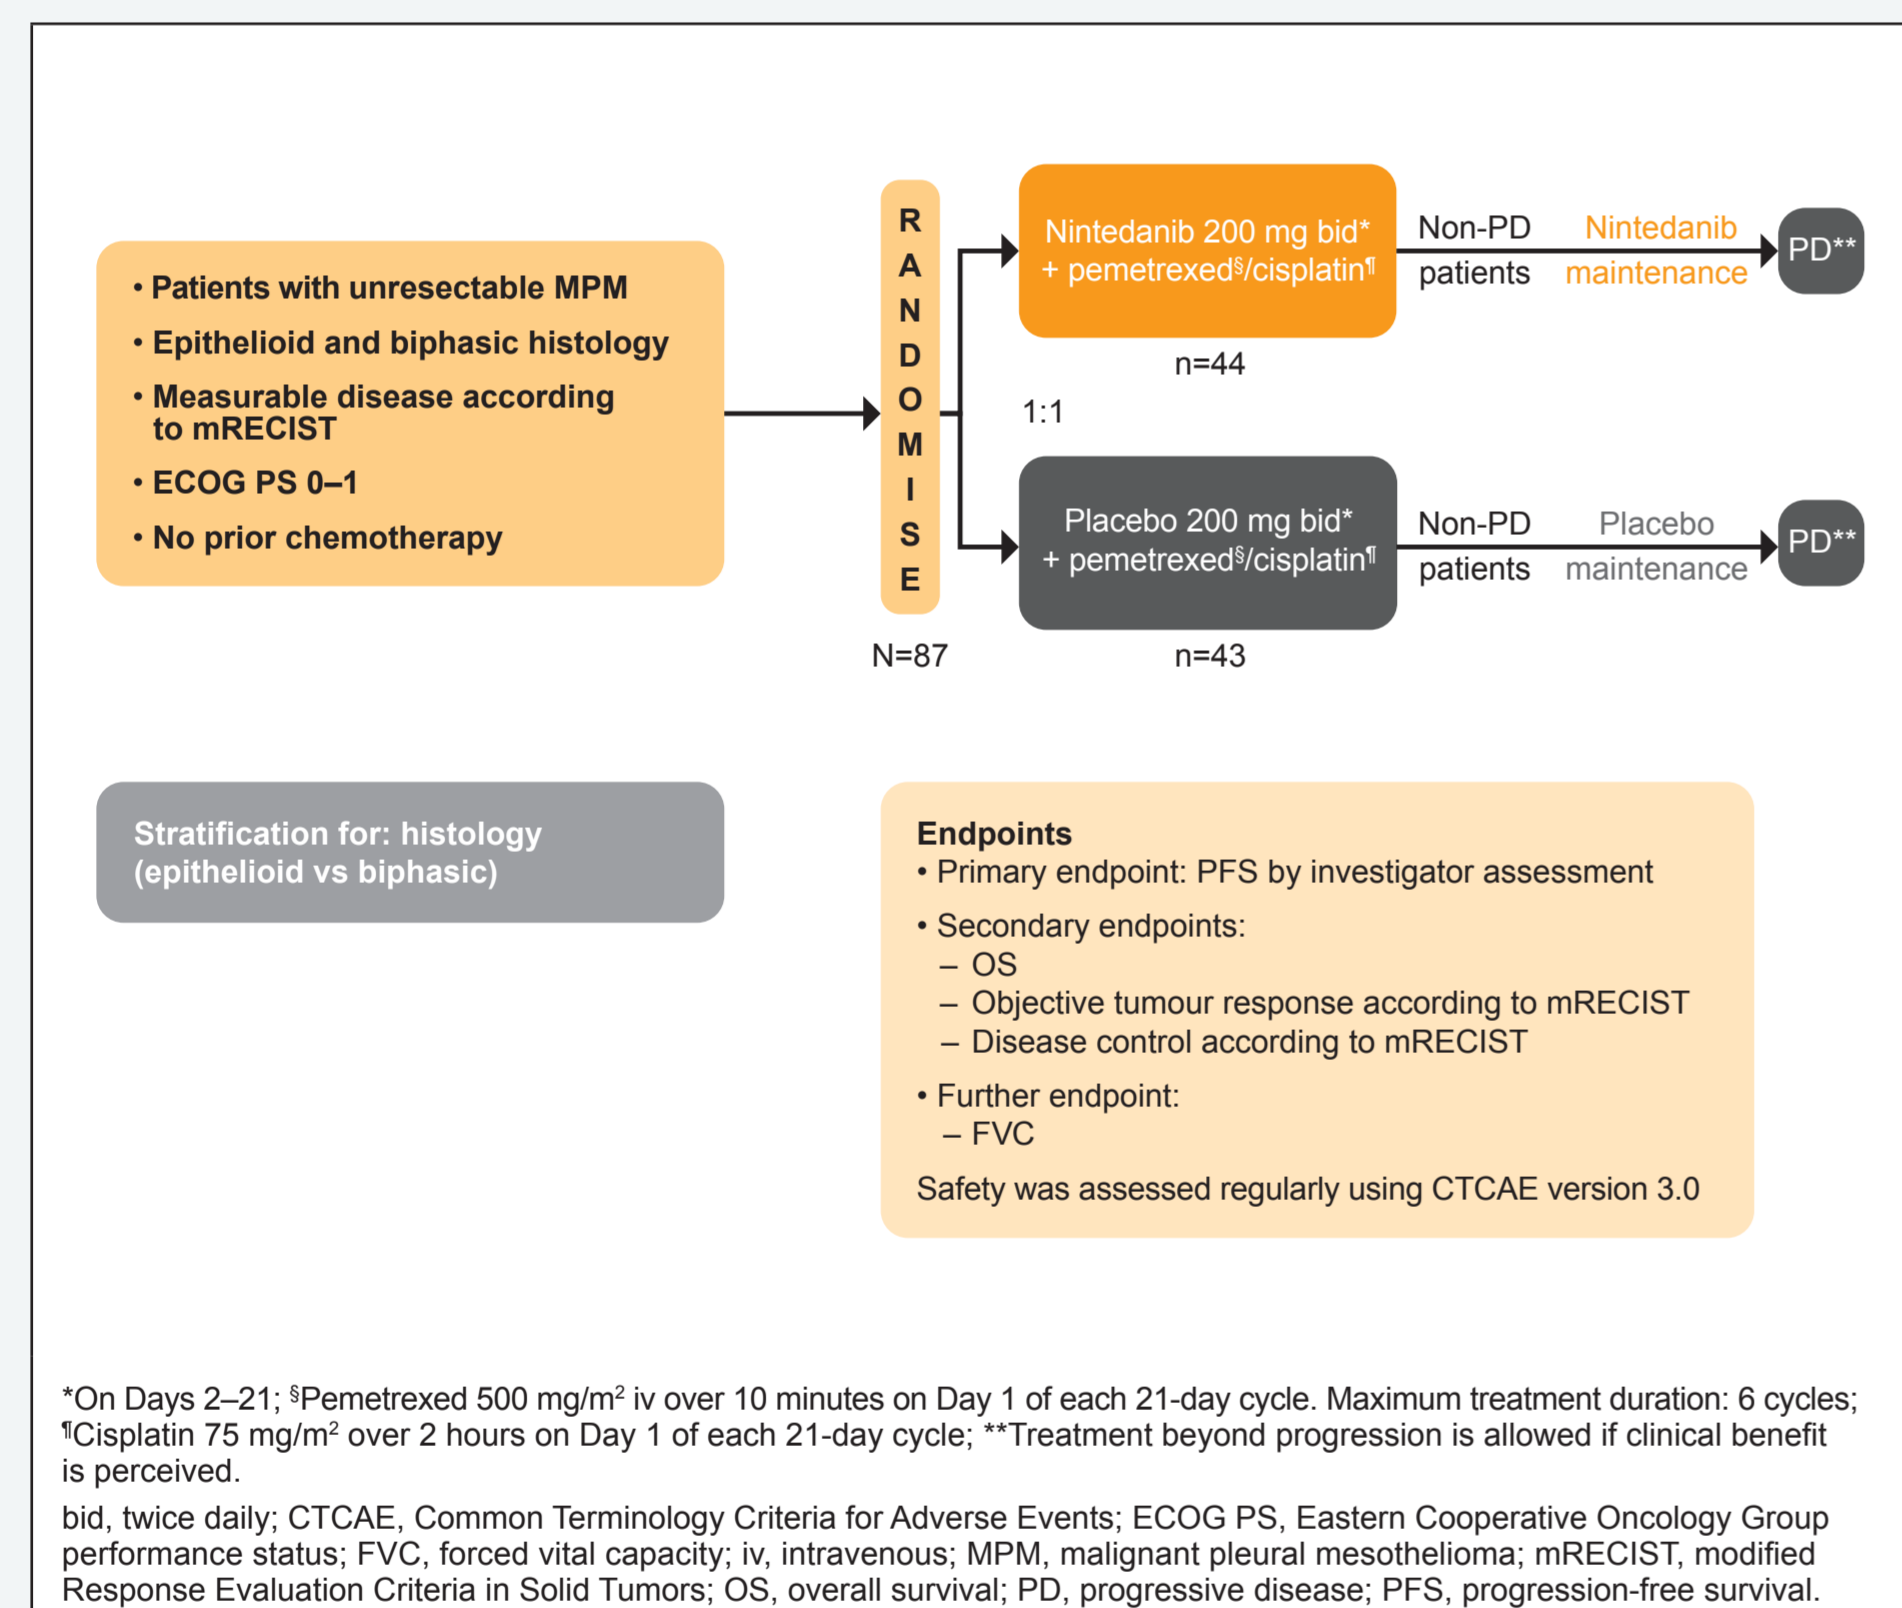 • Patients with unresectable MPM
• Epithelioid and biphasic histology
• Measurable disease according
to mRECIST
• ECOG PS 0–1
• No prior chemotherapy
R
A
N
D
O
M
I
S
E
N=87
1:1
Nintedanib 200 mg bid*
+ pemetrexed§/cisplatin¶
n=44
Non-PD
patients
Nintedanib
maintenance
PD**
Placebo 200 mg bid*
+ pemetrexed§/cisplatin¶
n=43
Non-PD
patients
Placebo
maintenance
PD**
Stratification for: histology
(epithelioid vs biphasic)
Endpoints
• Primary endpoint: PFS by investigator assessment
• Secondary endpoints:
– OS
– Objective tumour response according to mRECIST
– Disease control according to mRECIST
• Further endpoint:
– FVC
Safety was assessed regularly using CTCAE version 3.0
*On Days 2–21; §Pemetrexed 500 mg/m² iv over 10 minutes on Day 1 of each 21-day cycle. Maximum treatment duration: 6 cycles;
¶Cisplatin 75 mg/m² over 2 hours on Day 1 of each 21-day cycle; **Treatment beyond progression is allowed if clinical benefit
is perceived.
bid, twice daily; CTCAE, Common Terminology Criteria for Adverse Events; ECOG PS, Eastern Cooperative Oncology Group
performance status; FVC, forced vital capacity; iv, intravenous; MPM, malignant pleural mesothelioma; mRECIST, modified
Response Evaluation Criteria in Solid Tumors; OS, overall survival; PD, progressive disease; PFS, progression-free survival.